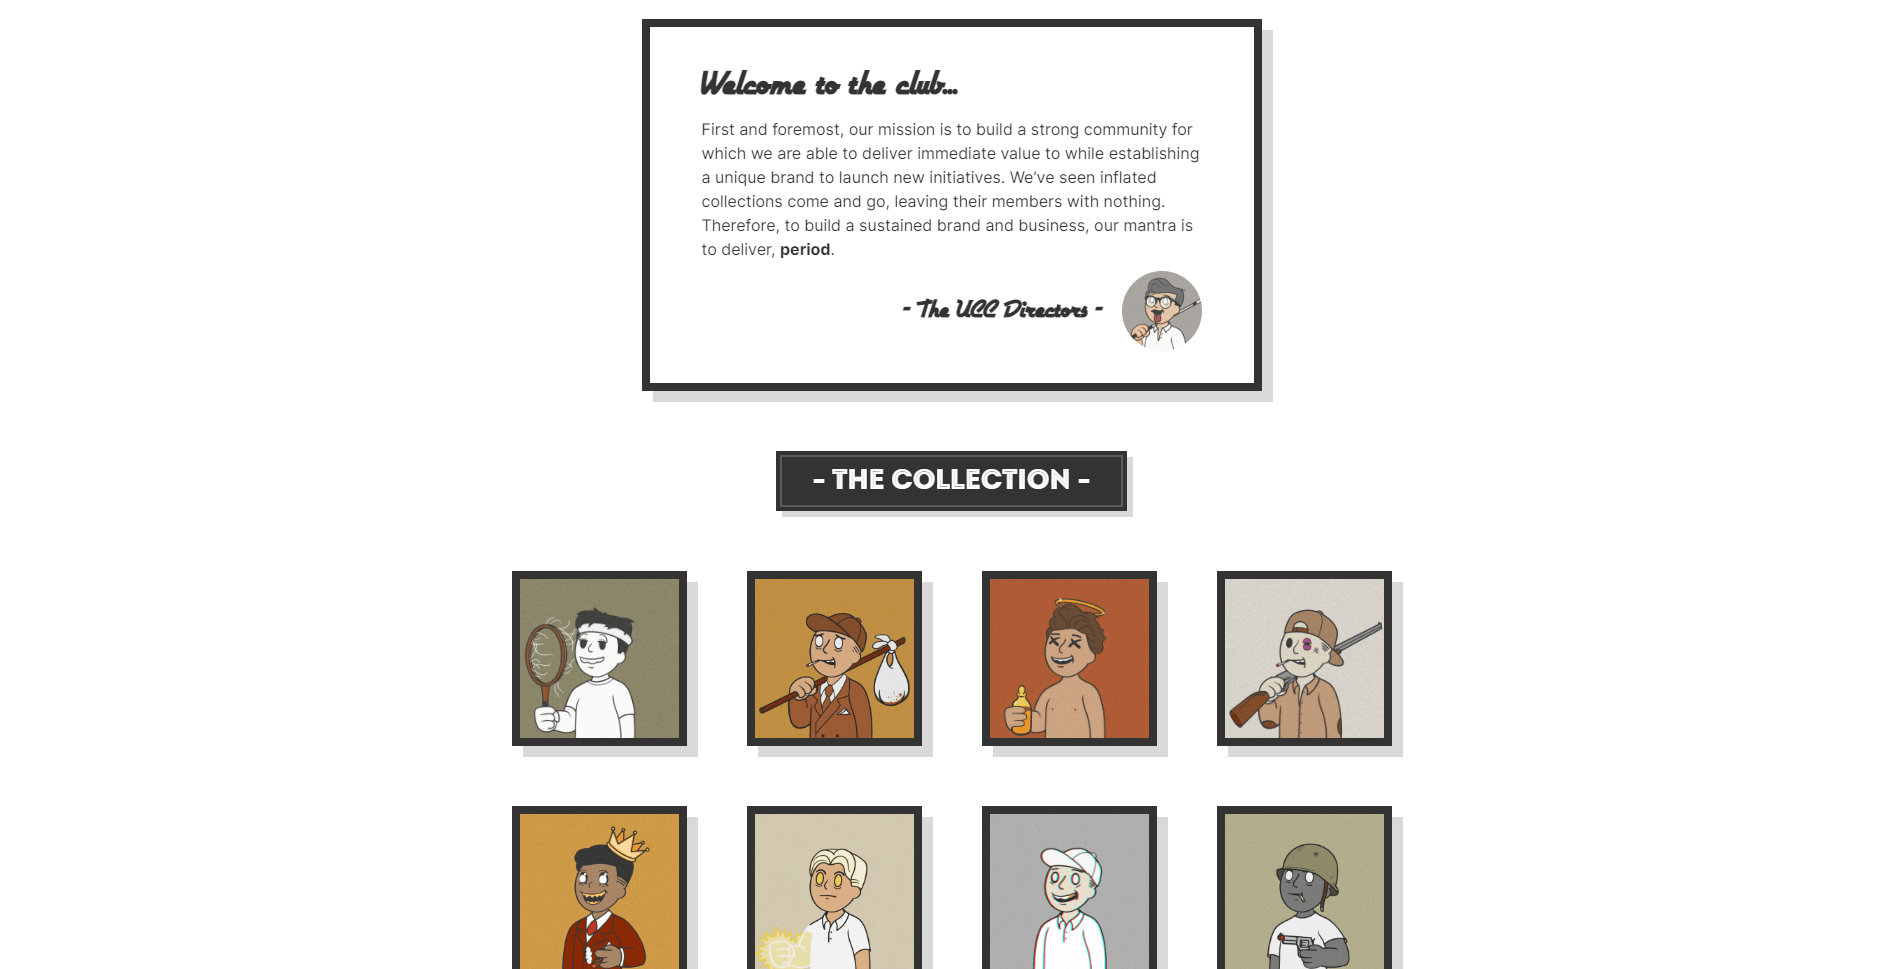 Welcome to the club...
First and foremost, our mission is to build a strong community for
which we are able to deliver immediate value to while establishing
a unique brand to launch new initiatives. We've seen inflated
collections come and go, leaving their members with nothing.
Therefore, to build a sustained brand and business, our mantra is
to deliver, period.
- The UCC Directors -
- THE COLLECTION -